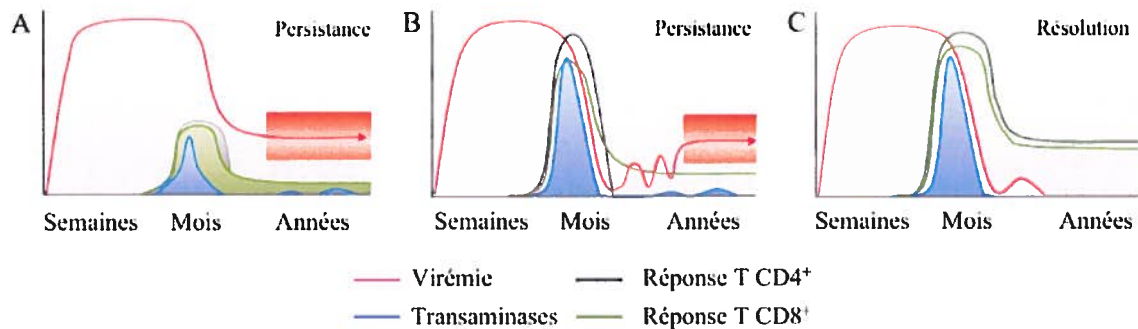 A Persistance
B Persistance
C Résolution
Semaines Mois Années
Semaines Mois Années
Semaines Mois Années
Virémie
Réponse T CD4⁺
Transaminases
Réponse T CD8⁺